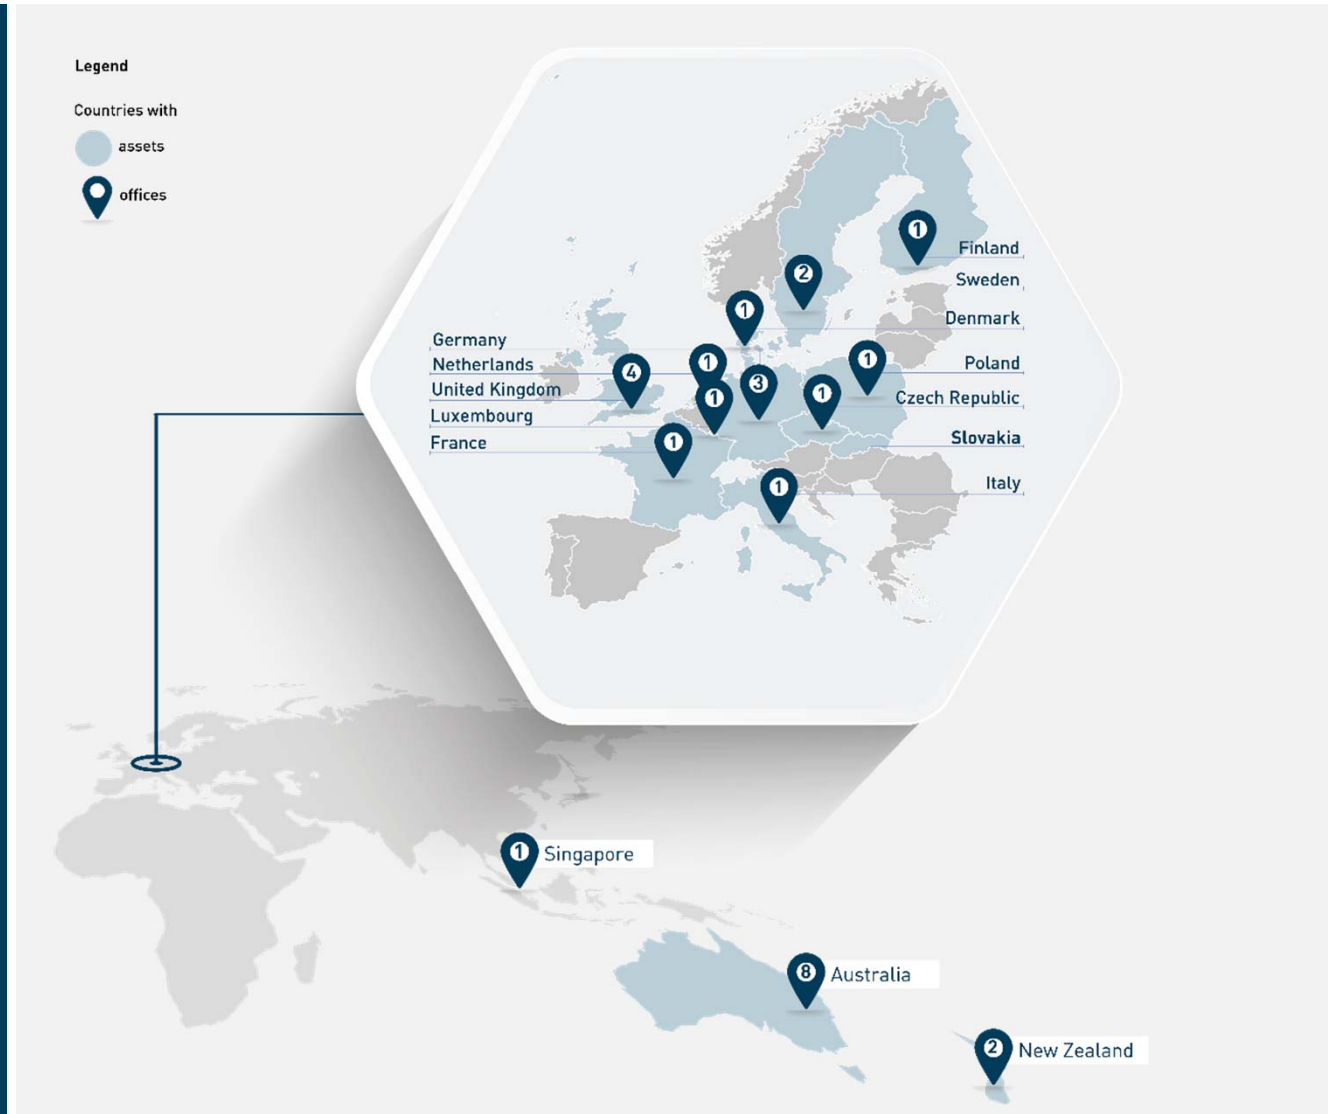 Legend
Countries with
assets
offices
1
Finland
Sweden
2
1
Denmark
Germany
Netherlands
United Kingdom
Luxembourg
France
4
1
1
3
1
1
1
Poland
Czech Republic
Slovakia
1
Italy
1
Singapore
8
Australia
2
New Zealand